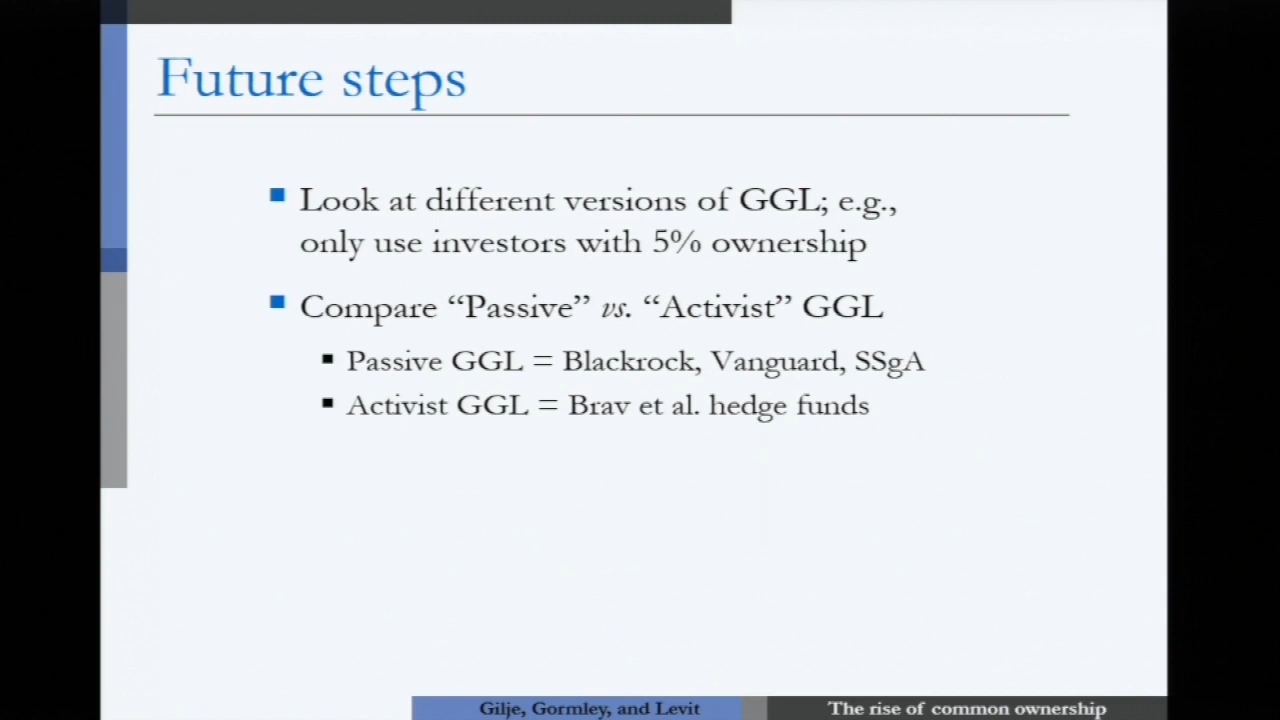 Future steps
Look at different versions of GGL; e.g.,
only use investors with 5% ownership
Compare “Passive” vs. “Activist” GGL
Passive GGL = Blackrock, Vanguard, SSgA
Activist GGL = Brav et al. hedge funds
Gilje, Gormley, and Levit
The rise of common ownership